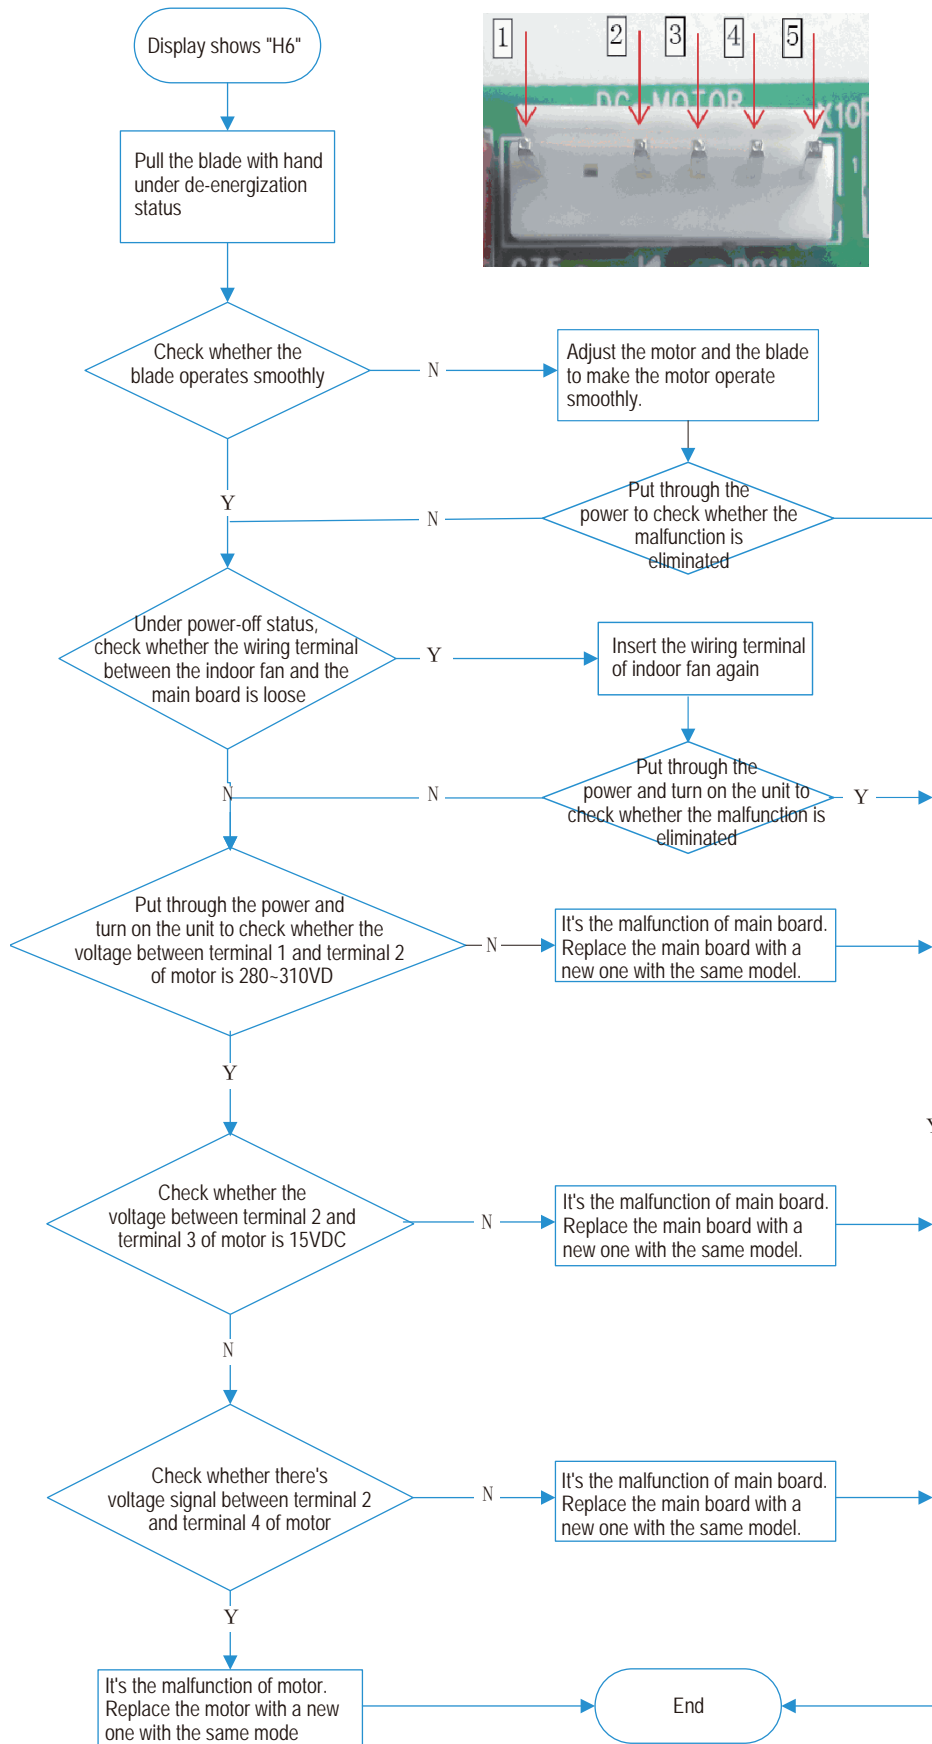 Display shows "H6"
1
2
3
4
5
DC MOTOR
X10
1
Pull the blade with hand
under de-energization
status
Check whether the
blade operates smoothly
N
Adjust the motor and the blade
to make the motor operate
smoothly.
Y
Put through the
power to check whether the
malfunction is
eliminated
N
Under power-off status,
check whether the wiring terminal
between the indoor fan and the
main board is loose
Y
Insert the wiring terminal
of indoor fan again
N
N
Put through the
power and turn on the unit to
check whether the malfunction is
eliminated
Y
Put through the power and
turn on the unit to check whether the
voltage between terminal 1 and terminal 2
of motor is 280~310VD
N
It's the malfunction of main board.
Replace the main board with a
new one with the same model.
Y
Y
Check whether the
voltage between terminal 2 and
terminal 3 of motor is 15VDC
N
It's the malfunction of main board.
Replace the main board with a
new one with the same model.
N
Check whether there's
voltage signal between terminal 2
and terminal 4 of motor
N
It's the malfunction of main board.
Replace the main board with a
new one with the same model.
Y
It's the malfunction of motor.
Replace the motor with a new
one with the same mode
End